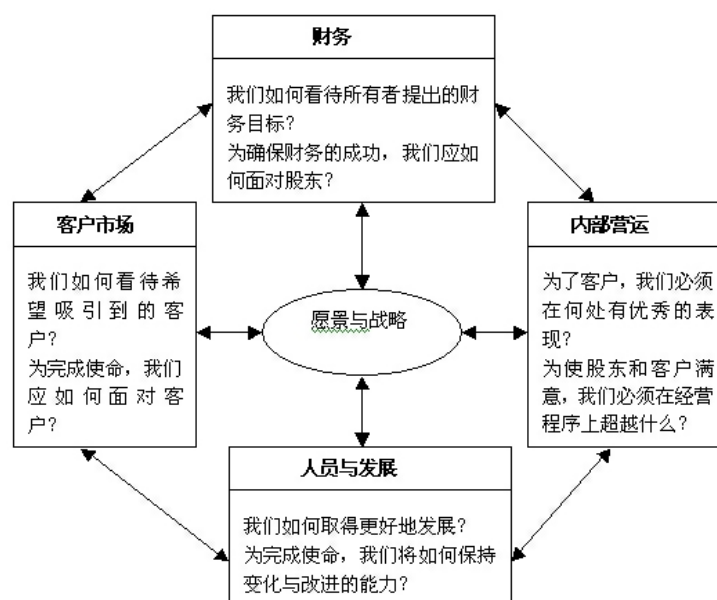 财务
我们如何看待所有者提出的财
务目标?
为确保财务的成功，我们应如
何面对股东?
客户市场
我们如何看待希
望吸引到的客
户?
为完成使命，我们
应如何面对客
户?
内部营运
为了客户，我们必须
在何处有优秀的表
现?
为使股东和客户满
意，我们必须在经营
程序上超越什么?
愿景与战略
人员与发展
我们如何取得更好地发展?
为完成使命，我们将如何保持
变化与改进的能力?